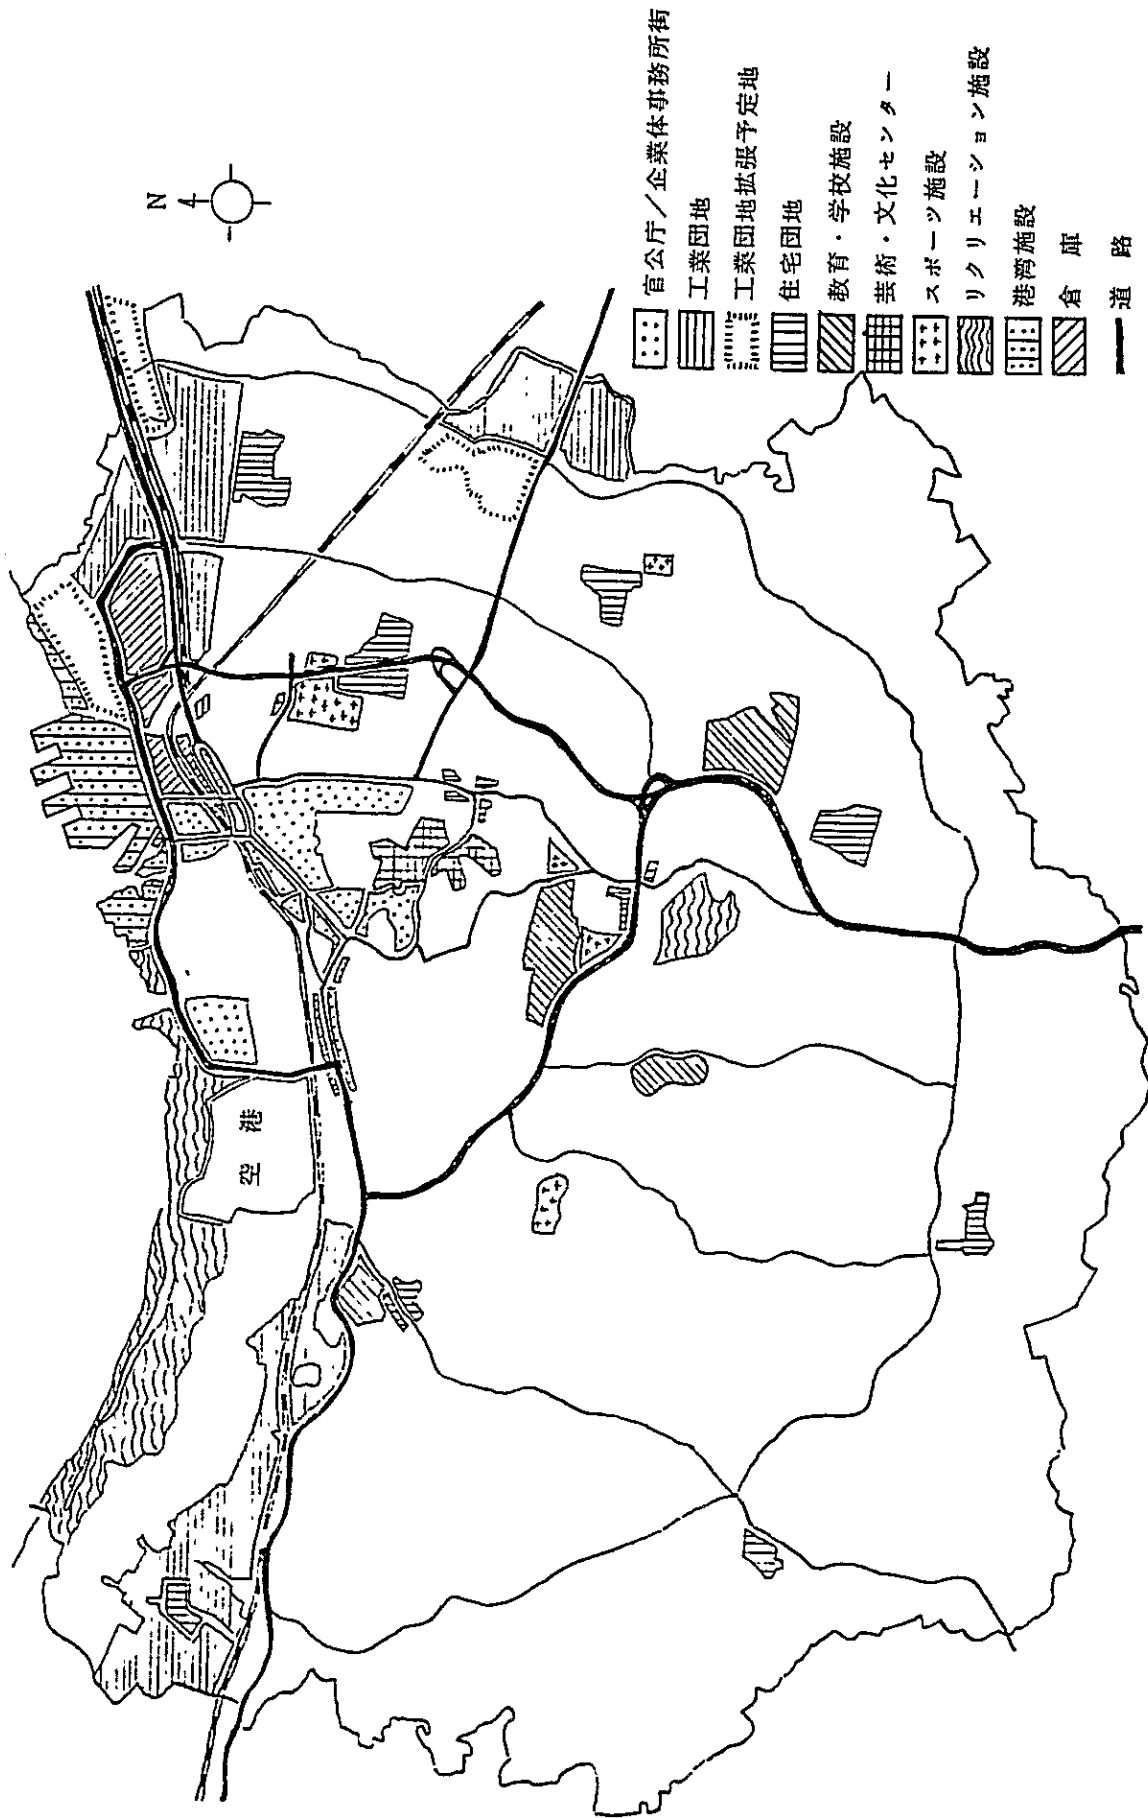 N
空港
官公庁／企業体事務所街
工業団地
工業団地拡張予定地
住宅団地
教育・学校施設
芸術・文化センター
スポーツ施設
リクリエーション施設
港湾施設
倉庫
道路